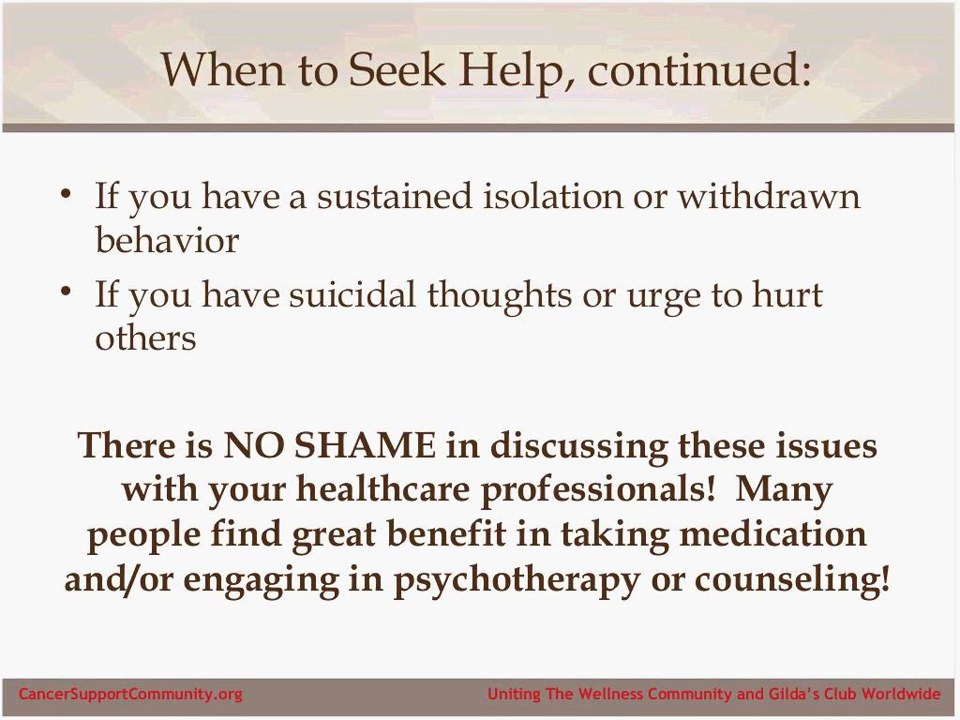 When to Seek Help, continued:
• If you have a sustained isolation or withdrawn
behavior
• If you have suicidal thoughts or urge to hurt
others
There is NO SHAME in discussing these issues
with your healthcare professionals! Many
people find great benefit in taking medication
and/or engaging in psychotherapy or counseling!
CancerSupportCommunity.org Uniting The Wellness Community and Gilda's Club Worldwide